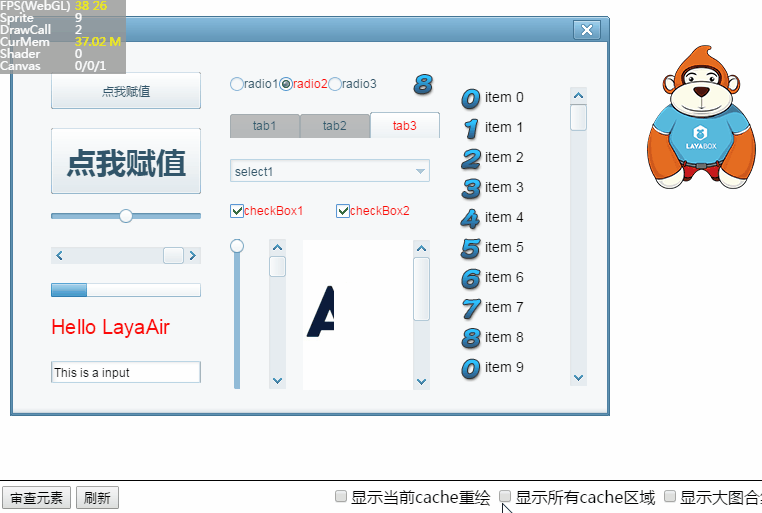 FPS(WebGL) 38 26
Sprite 9
DrawCall 2
CurMem 37.02 M
Shader 0
Canvas 0/0/1
点我赋值
radio1 radio2 radio3
8
点我赋值
tab1 tab2 tab3
select1
checkBox1 checkBox2
Hello LayaAir
This is a input
A
0 item 0
1 item 1
2 item 2
3 item 3
4 item 4
5 item 5
6 item 6
7 item 7
8 item 8
0 item 9
LAYABOX
审查元素 刷新
显示当前cache重绘 显示所有cache区域 显示大图合